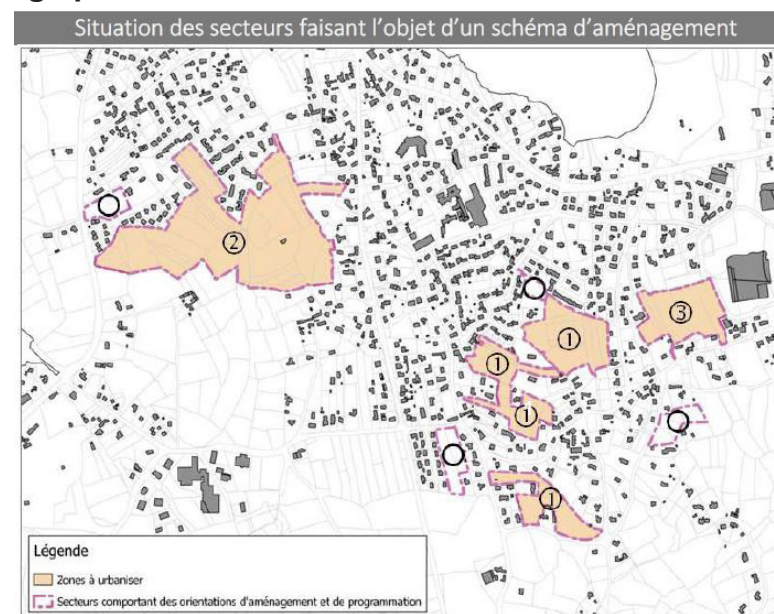 Situation des secteurs faisant l'objet d'un schéma d'aménagement
②
①
③
①
①
①
Légende
Zones à urbaniser
Secteurs comportant des orientations d'aménagement et de programmation